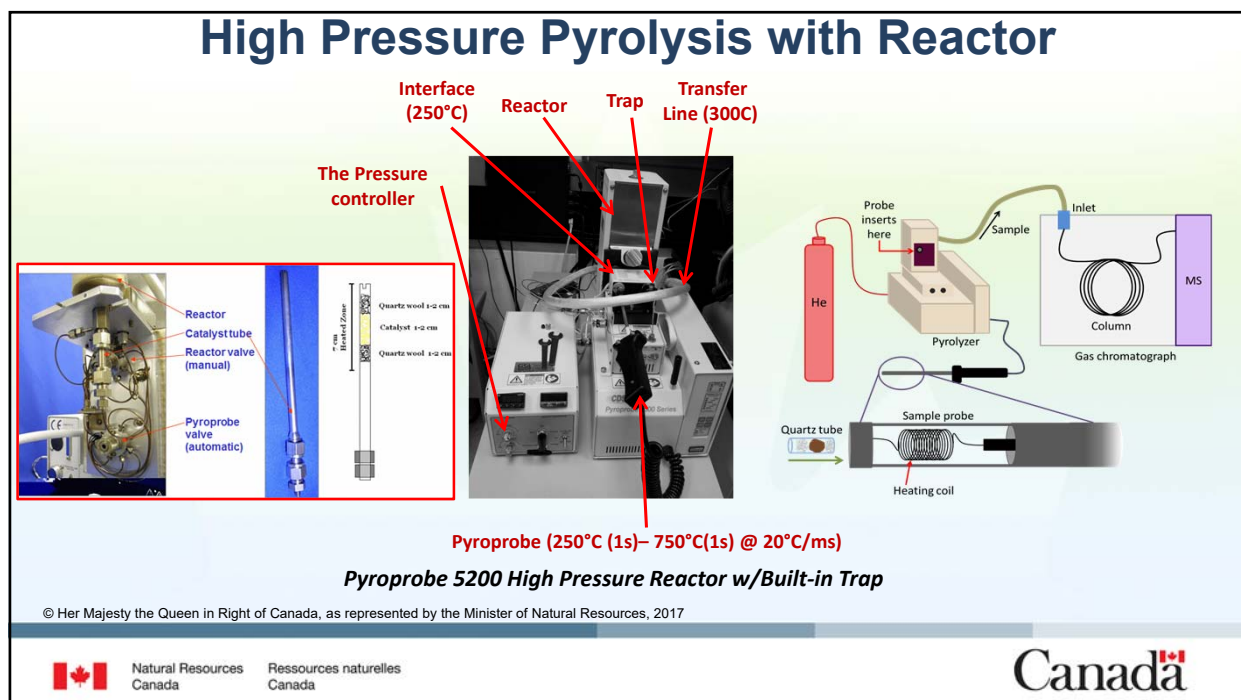 High Pressure Pyrolysis with Reactor
Interface
(250°C)
Reactor
Trap
Transfer
Line (300C)
The Pressure
controller
Reactor
Catalyst tube
Reactor valve
(manual)
Pyroprobe
valve
(automatic)
7 cm
Heated Zone
Quartz wool 1-2 cm
Catalyst 1-2 cm
Quartz wool 1-2 cm
Probe
inserts
here
Sample
Inlet
He
Pyrolyzer
Column
MS
Gas chromatograph
Sample probe
Quartz tube
Heating coil
Pyroprobe (250°C (1s)– 750°C(1s) @ 20°C/ms)
Pyroprobe 5200 High Pressure Reactor w/Built-in Trap
© Her Majesty the Queen in Right of Canada, as represented by the Minister of Natural Resources, 2017
Natural Resources
Canada
Ressources naturelles
Canada
Canada